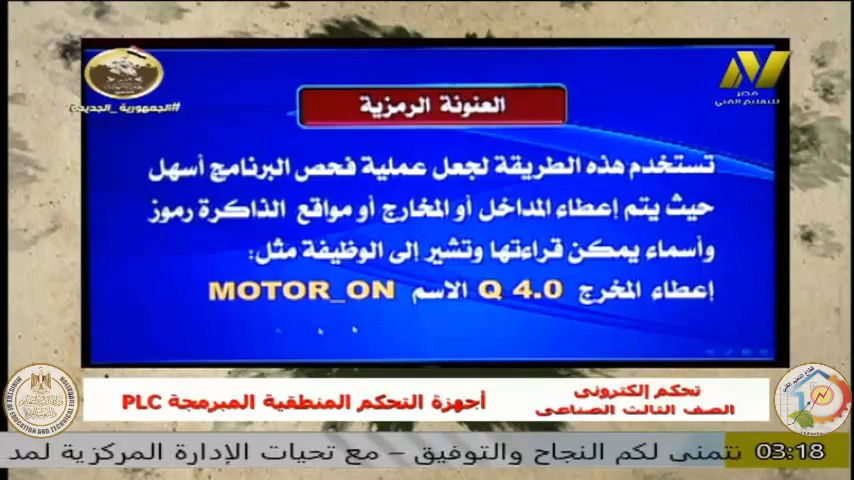 #الجمهورية_الجديدة
مصر
للتعليم الفني
العنونة الرمزية
تستخدم هذه الطريقة لجعل عملية فحص البرنامج أسهل
حيث يتم إعطاء المداخل أو المخارج أو مواقع الذاكرة رموز
وأسماء يمكن قراءتها وتشير إلى الوظيفة مثل:
إعطاء المخرج Q 4.0 الاسم MOTOR_ON
تحكم إلكترونى
الصف الثالث الصناعى
أجهزة التحكم المنطقية المبرمجة PLC
نتمنى لكم النجاح والتوفيق – مع تحيات الإدارة المركزية لمد
03:18